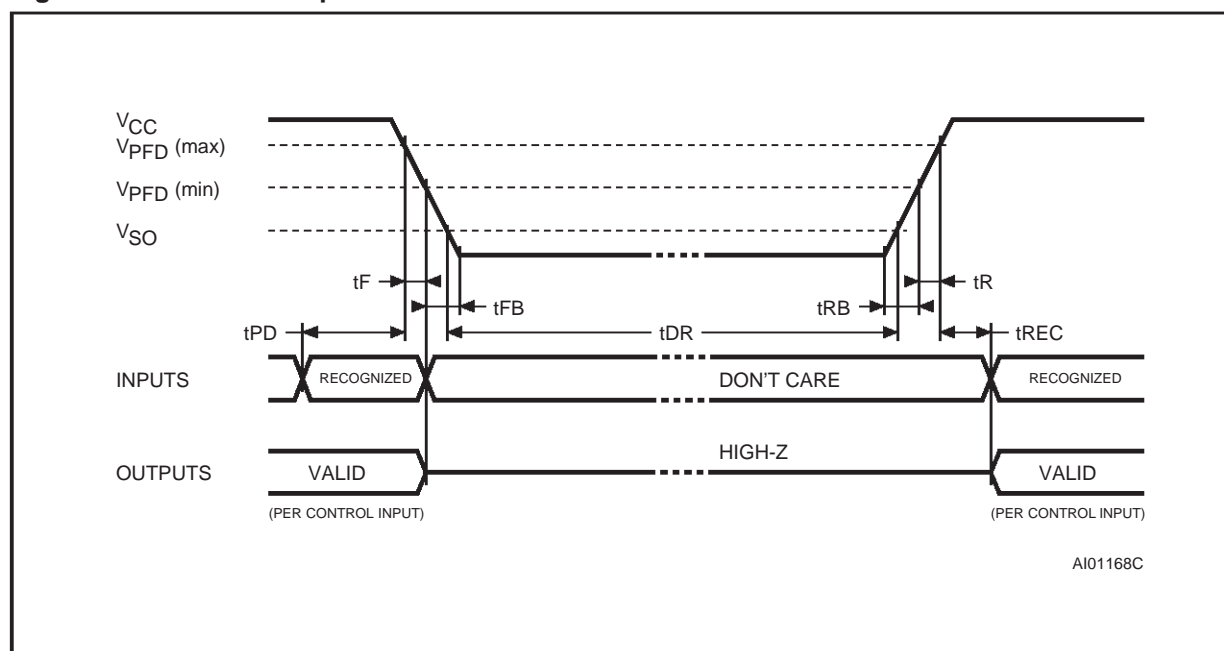 VCC
VPFD (max)
VPFD (min)
VSO
tF
tFB
tR
tRB
tPD
tDR
tREC
INPUTS
RECOGNIZED
DON'T CARE
RECOGNIZED
HIGH-Z
OUTPUTS
VALID
VALID
(PER CONTROL INPUT)
(PER CONTROL INPUT)
AI01168C